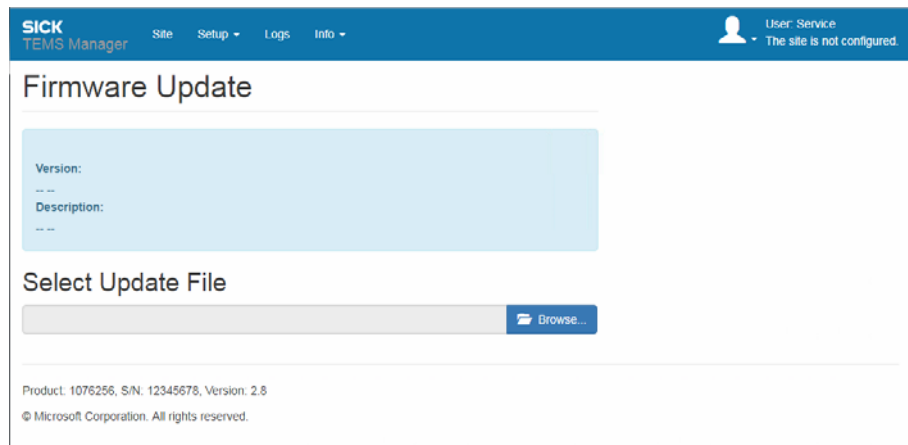 SICK
TEMS Manager
Site
Setup
Logs
Info
User: Service
The site is not configured.
Firmware Update
Version:
-- --
Description:
-- --
Select Update File
Browse...
Product: 1076256, S/N: 12345678, Version: 2.8
© Microsoft Corporation. All rights reserved.